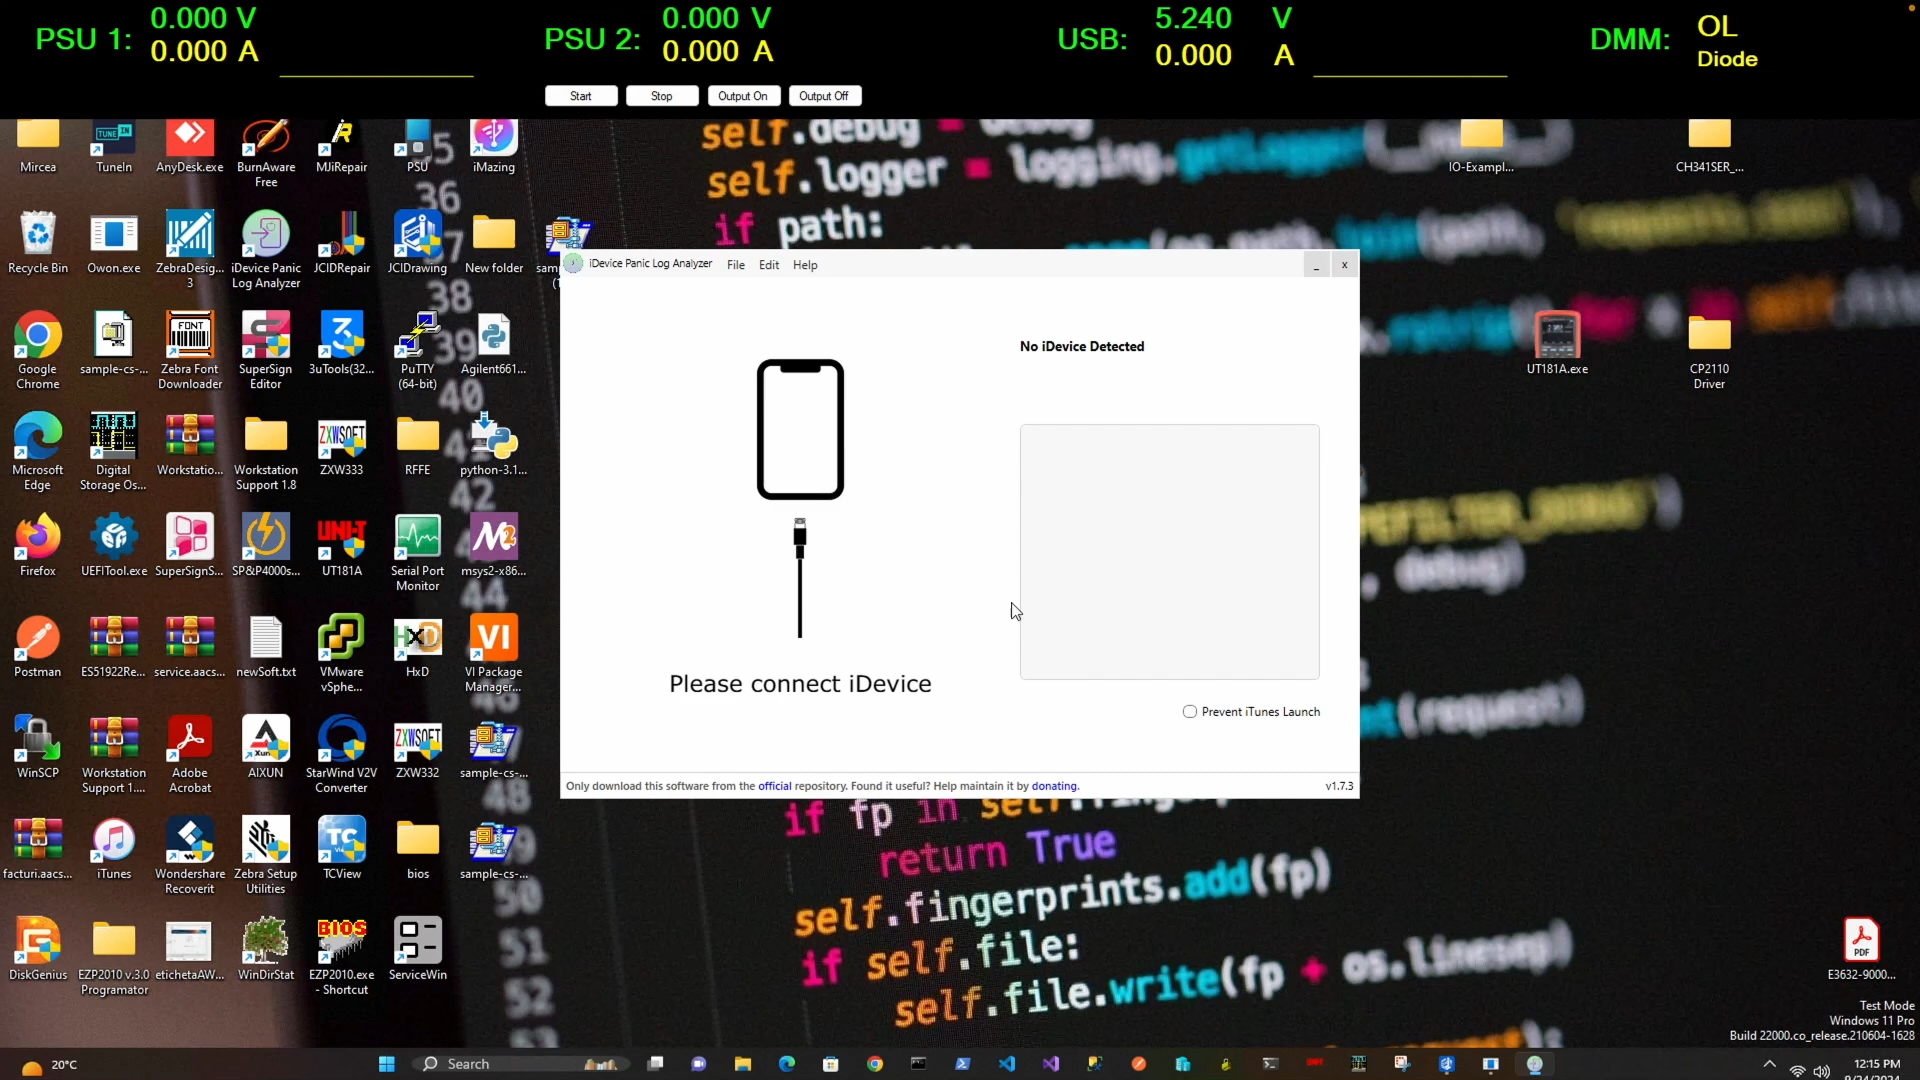 PSU 1:
0.000 V
0.000 A
PSU 2:
0.000 V
0.000 A
USB:
5.240 V
0.000 A
DMM:
OL
Diode
Start
Stop
Output On
Output Off
Mircea
TuneIn
AnyDesk.exe
BurnAware
Free
MJiRepair
PSU
iMazing
IO-Exampl...
CH341SER_...
Recycle Bin
Owon.exe
ZebraDesig...
3
iDevice Panic
Log Analyzer
JCIDRepair
JCIDrawing
New folder
Google
Chrome
sample-cs-...
Zebra Font
Downloader
SuperSign
Editor
3uTools(32...
PuTTY
(64-bit)
Agilent661...
UT181A.exe
CP2110
Driver
Microsoft
Edge
Digital
Storage Os...
Workstatio...
Workstation
Support 1.8
ZXW333
RFFE
python-3.1...
Firefox
UEFITool.exe
SuperSignS...
SP&P4000s...
UT181A
Serial Port
Monitor
msys2-x86...
Postman
ES51922Re...
service.aacs...
newSoft.txt
VMware
vSphe...
HxD
VI Package
Manager...
WinSCP
Workstation
Support 1....
Adobe
Acrobat
AIXUN
StarWind V2V
Converter
ZXW332
sample-cs-...
facturi.aacs...
iTunes
Wondershare
Recoverit
Zebra Setup
Utilities
TCView
bios
sample-cs-...
DiskGenius
EZP2010 v.3.0
Programator
etichetaAW...
WinDirStat
EZP2010.exe
- Shortcut
ServiceWin
E3632-9000...
iDevice Panic Log Analyzer
File
Edit
Help
No iDevice Detected
Please connect iDevice
Prevent iTunes Launch
Only download this software from the official repository. Found it useful? Help maintain it by donating.
v1.7.3
self.debug = debug
self.logger = logging.getLogger
if path:
if fp in self.fingerp
return True
self.fingerprints.add(fp)
if self.file:
self.file.write(fp + os.linesep)
Test Mode
Windows 11 Pro
Build 22000.co_release.210604-1628
20°C
Search
12:15 PM